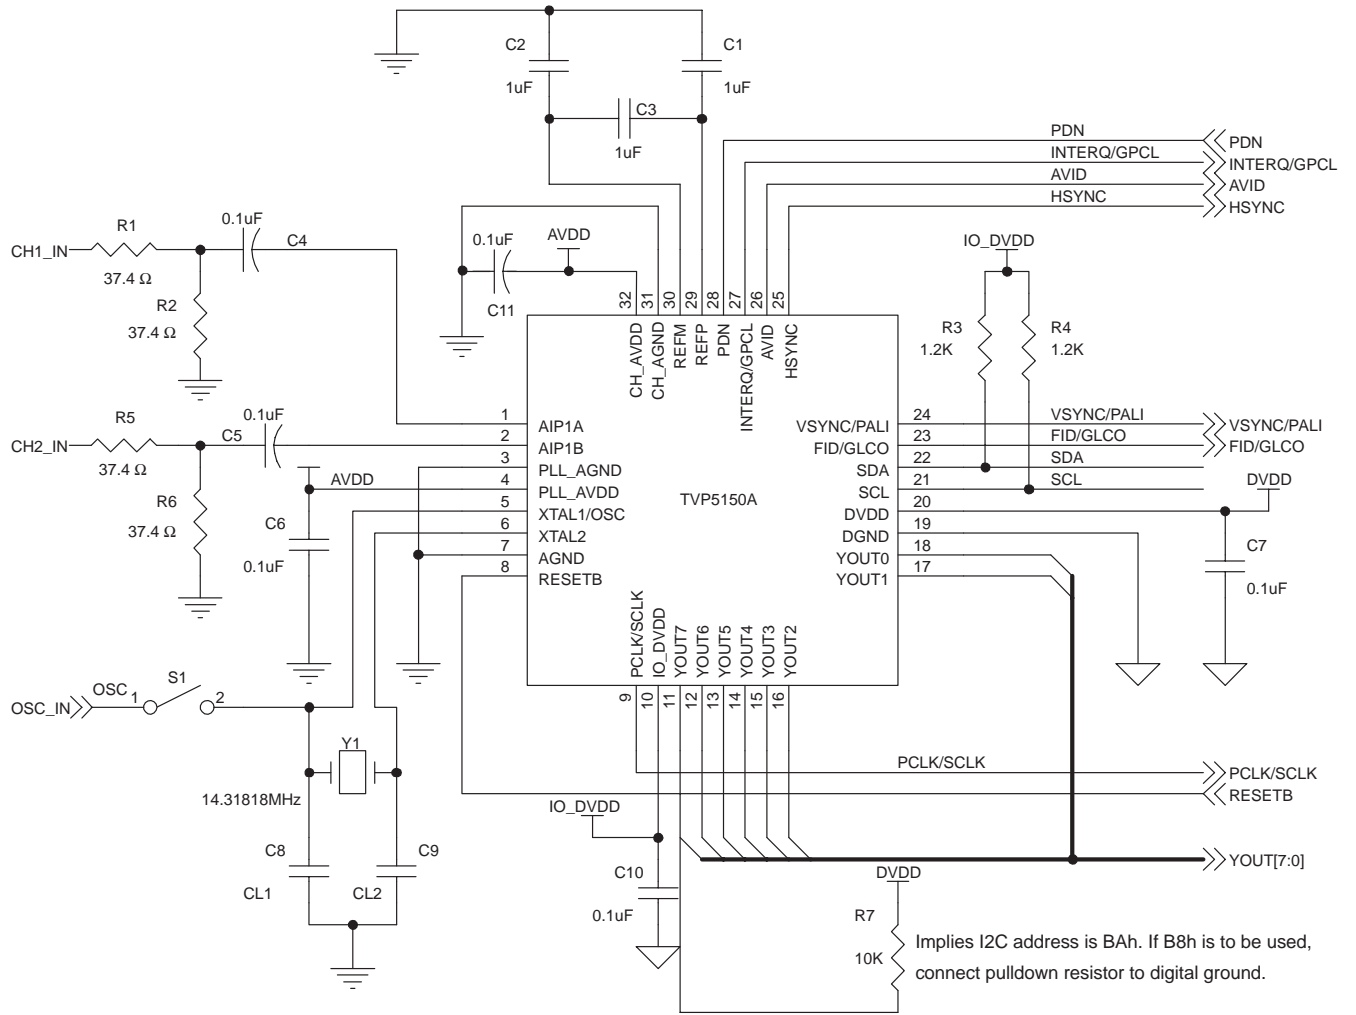 C2
C1
1uF
1uF
C3
1uF
PDN
PDN
INTERQ/GPCL
INTERQ/GPCL
AVID
AVID
HSYNC
HSYNC
R1
0.1uF
C4
CH1_IN
37.4 Ω
R2
37.4 Ω
0.1uF
AVDD
C11
IO_DVDD
R3
1.2K
R4
1.2K
32
31
30
29
28
27
26
25
CH_AVDD
CH_AGND
REFM
REFP
PDN
INTERQ/GPCL
AVID
HSYNC
R5
0.1uF
C5
CH2_IN
37.4 Ω
R6
37.4 Ω
AVDD
C6
0.1uF
1
2
3
4
5
6
7
8
AIP1A
AIP1B
PLL_AGND
PLL_AVDD
XTAL1/OSC
XTAL2
AGND
RESETB
TVP5150A
VSYNC/PALI
FID/GLCO
SDA
SCL
DVDD
DGND
YOUT0
YOUT1
24
23
22
21
20
19
18
17
VSYNC/PALI
VSYNC/PALI
FID/GLCO
FID/GLCO
SDA
SCL
DVDD
C7
0.1uF
PCLK/SCLK
IO_DVDD
YOUT7
YOUT6
YOUT5
YOUT4
YOUT3
YOUT2
9
10
11
12
13
14
15
16
OSC_IN
OSC
1
S1
2
Y1
14.31818MHz
C8
CL1
C9
CL2
PCLK/SCLK
PCLK/SCLK
RESETB
IO_DVDD
C10
0.1uF
YOUT[7:0]
DVDD
R7
10K
Implies I2C address is BAh. If B8h is to be used,
connect pulldown resistor to digital ground.